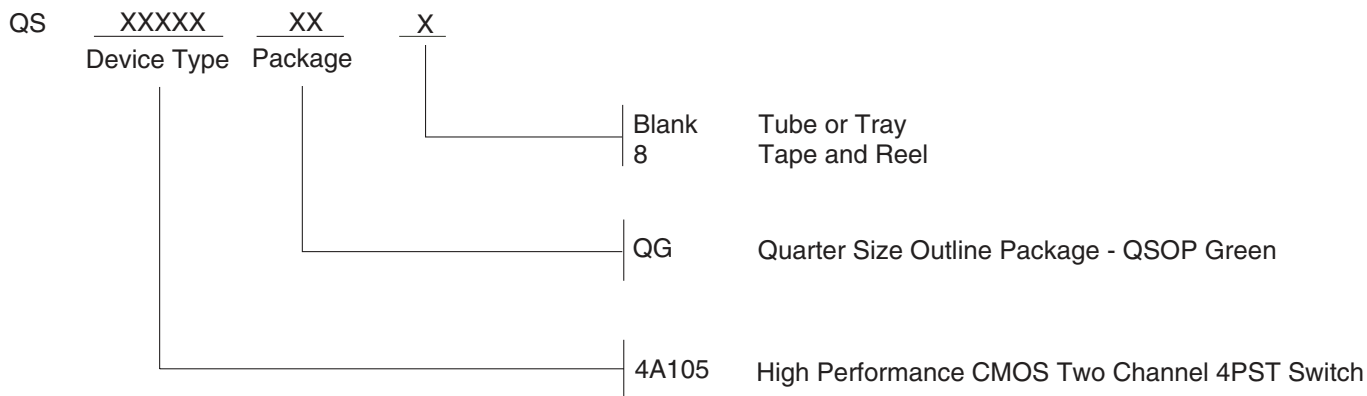 QS XXXXX XX X
Device Type Package
Blank Tube or Tray
8 Tape and Reel
QG Quarter Size Outline Package - QSOP Green
4A105 High Performance CMOS Two Channel 4PST Switch